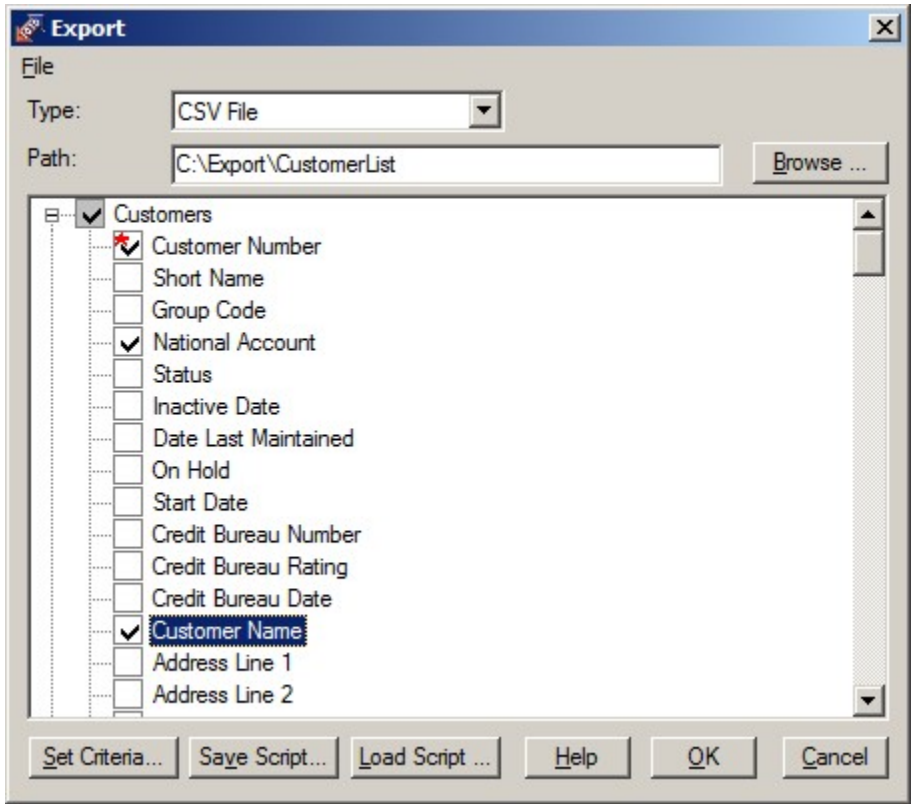 Export
File
Type: CSV File
Path: C:\Export\CustomerList Browse ...
Customers
Customer Number
Short Name
Group Code
National Account
Status
Inactive Date
Date Last Maintained
On Hold
Start Date
Credit Bureau Number
Credit Bureau Rating
Credit Bureau Date
Customer Name
Address Line 1
Address Line 2
Set Criteria... Save Script... Load Script ... Help OK Cancel